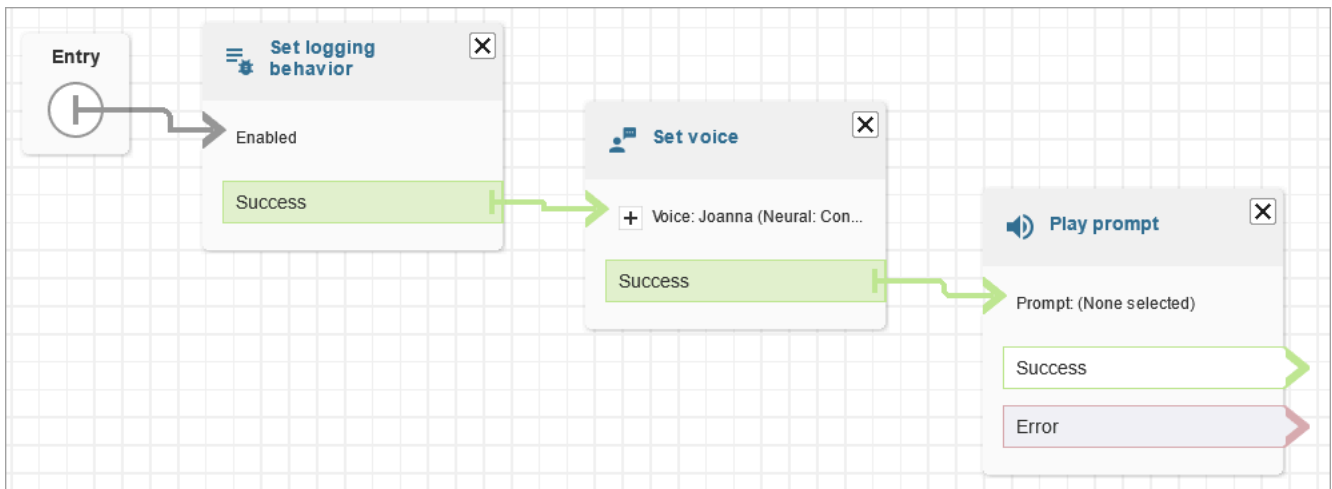 Entry
Set logging
behavior
Enabled
Success
Set voice
Voice: Joanna (Neural: Con...
Success
Play prompt
Prompt: (None selected)
Success
Error